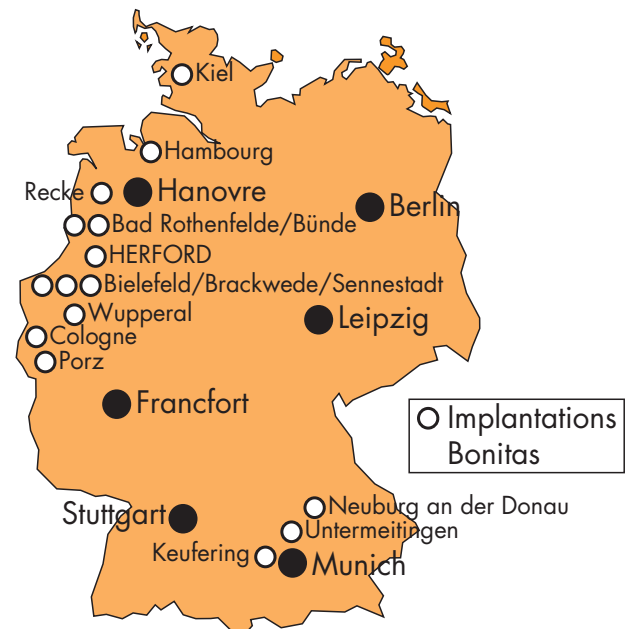 Kiel
Hambourg
Recke
Hanovre
Berlin
Bad Rothenfelde/Bünde
HERFORD
Bielefeld/Brackwede/Sennestadt
Wupperal
Leipzig
Cologne
Porz
Francfort
Implantations
Bonitas
Neuburg an der Donau
Stuttgart
Untermeitingen
Keufering
Munich